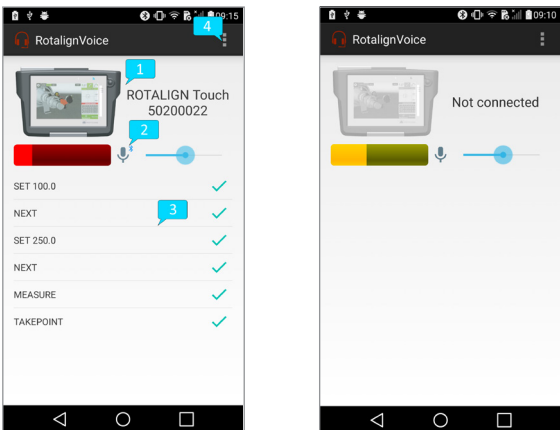 09:15
4
RotalignVoice
1
ROTALIGN Touch
50200022
2
SET 100.0
NEXT
3
SET 250.0
NEXT
MEASURE
TAKEPOINT
09:10
RotalignVoice
Not connected